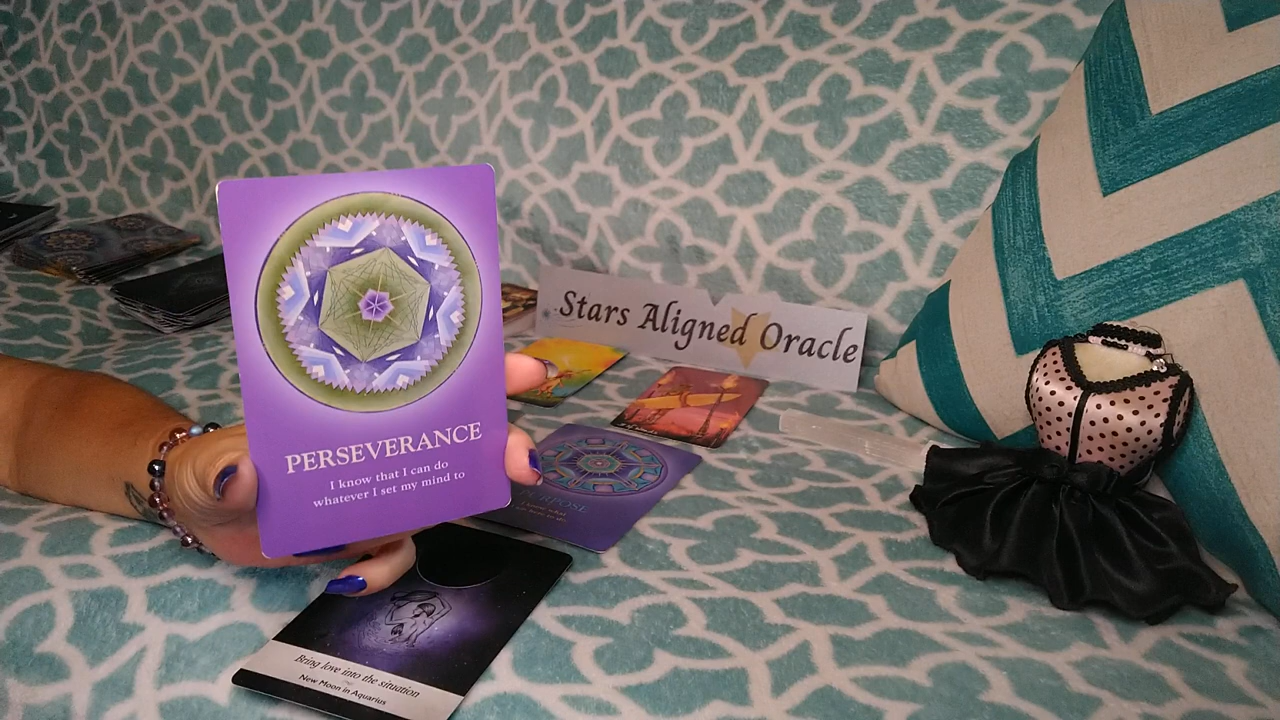 PERSEVERANCE
I know that I can do
whatever I set my mind to
Stars Aligned Oracle
PURPOSE
Bring love into the situation
New Moon in Aquarius